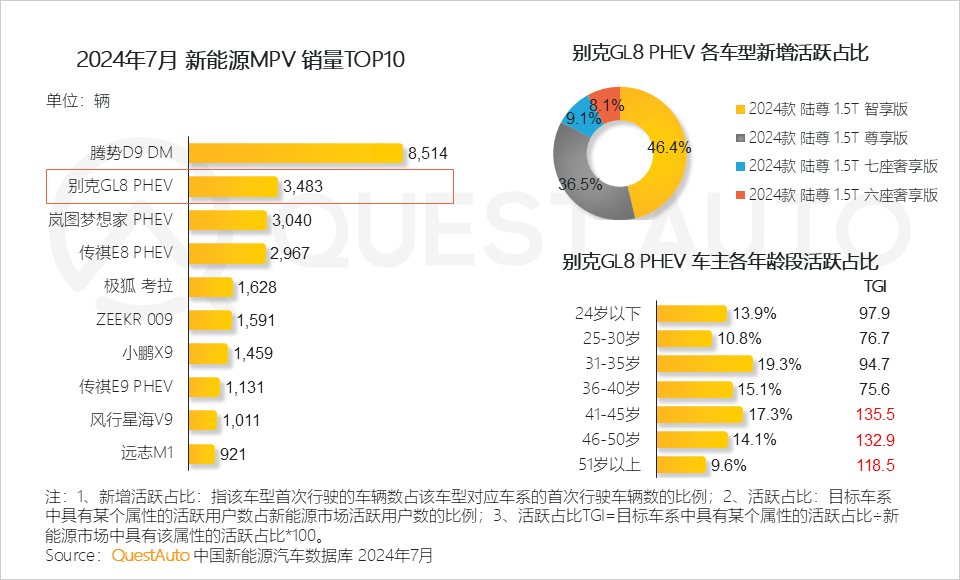 2024年7月 新能源MPV 销量TOP10
单位：辆
腾势D9 DM 8,514
别克GL8 PHEV 3,483
岚图梦想家 PHEV 3,040
传祺E8 PHEV 2,967
极狐 考拉 1,628
ZEEKR 009 1,591
小鹏X9 1,459
传祺E9 PHEV 1,131
风行星海V9 1,011
远志M1 921
别克GL8 PHEV 各车型新增活跃占比
8.1%
9.1%
46.4%
36.5%
2024款 陆尊 1.5T 智享版
2024款 陆尊 1.5T 尊享版
2024款 陆尊 1.5T 七座奢享版
2024款 陆尊 1.5T 六座奢享版
别克GL8 PHEV 车主各年龄段活跃占比
TGI
24岁以下 13.9% 97.9
25-30岁 10.8% 76.7
31-35岁 19.3% 94.7
36-40岁 15.1% 75.6
41-45岁 17.3% 135.5
46-50岁 14.1% 132.9
51岁以上 9.6% 118.5
QUEST AUTO
注：1、新增活跃占比：指该车型首次行驶的车辆数占该车型对应车系的首次行驶车辆数的比例；2、活跃占比：目标车系
中具有某个属性的活跃用户数占新能源市场活跃用户数的比例；3、活跃占比TGI=目标车系中具有某个属性的活跃占比÷新
能源市场中具有该属性的活跃占比*100。
Source：QuestAuto 中国新能源汽车数据库 2024年7月